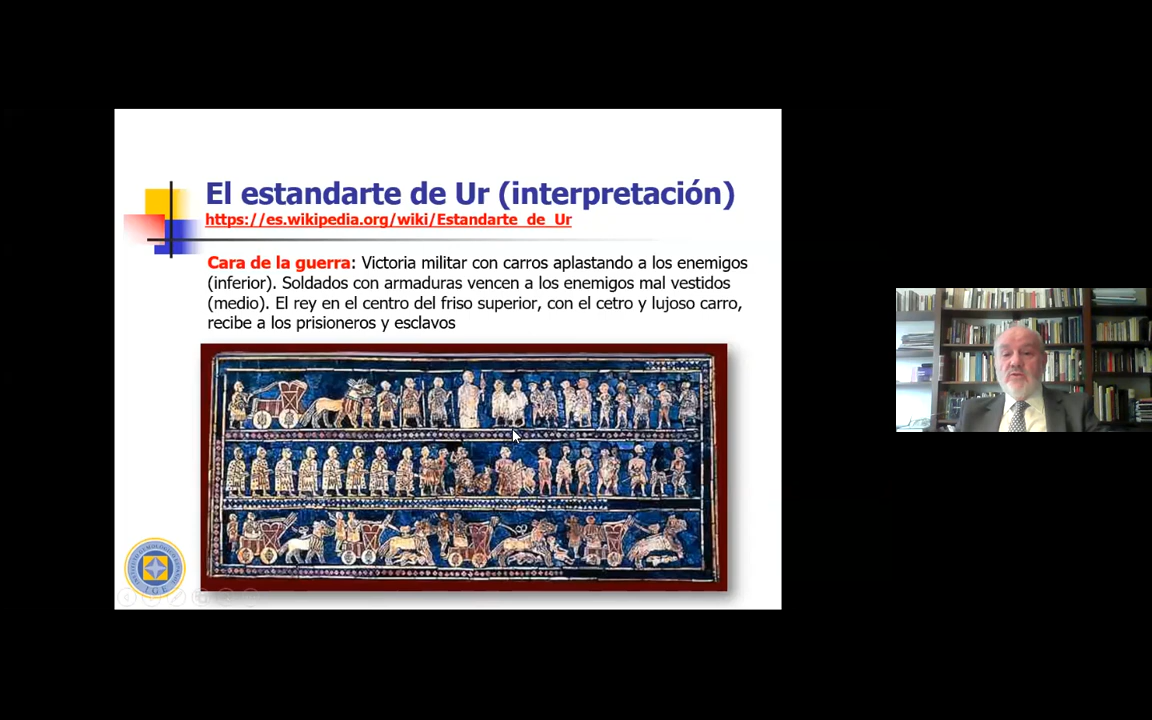 El estandarte de Ur (interpretación)
https://es.wikipedia.org/wiki/Estandarte_de_Ur
Cara de la guerra: Victoria militar con carros aplastando a los enemigos
(inferior). Soldados con armaduras vencen a los enemigos mal vestidos
(medio). El rey en el centro del friso superior, con el cetro y lujoso carro,
recibe a los prisioneros y esclavos